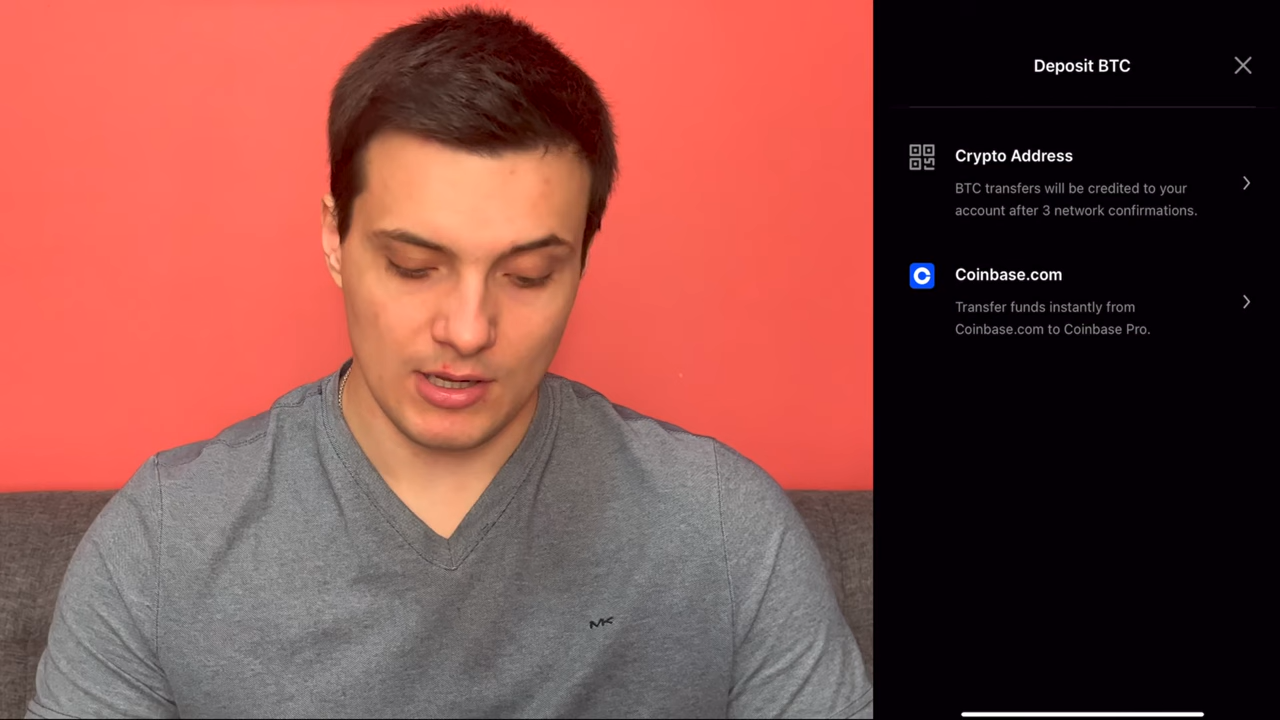 Deposit BTC
Crypto Address
BTC transfers will be credited to your
account after 3 network confirmations.
Coinbase.com
Transfer funds instantly from
Coinbase.com to Coinbase Pro.
MK